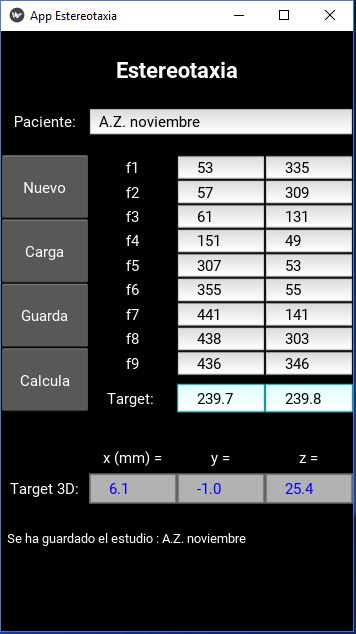 App Estereotaxia
Estereotaxia
Paciente: A.Z. noviembre
Nuevo
Carga
Guarda
Calcula
f1 53 335
f2 57 309
f3 61 131
f4 151 49
f5 307 53
f6 355 55
f7 441 141
f8 438 303
f9 436 346
Target: 239.7 239.8
x (mm) = y = z =
Target 3D: 6.1 -1.0 25.4
Se ha guardado el estudio : A.Z. noviembre